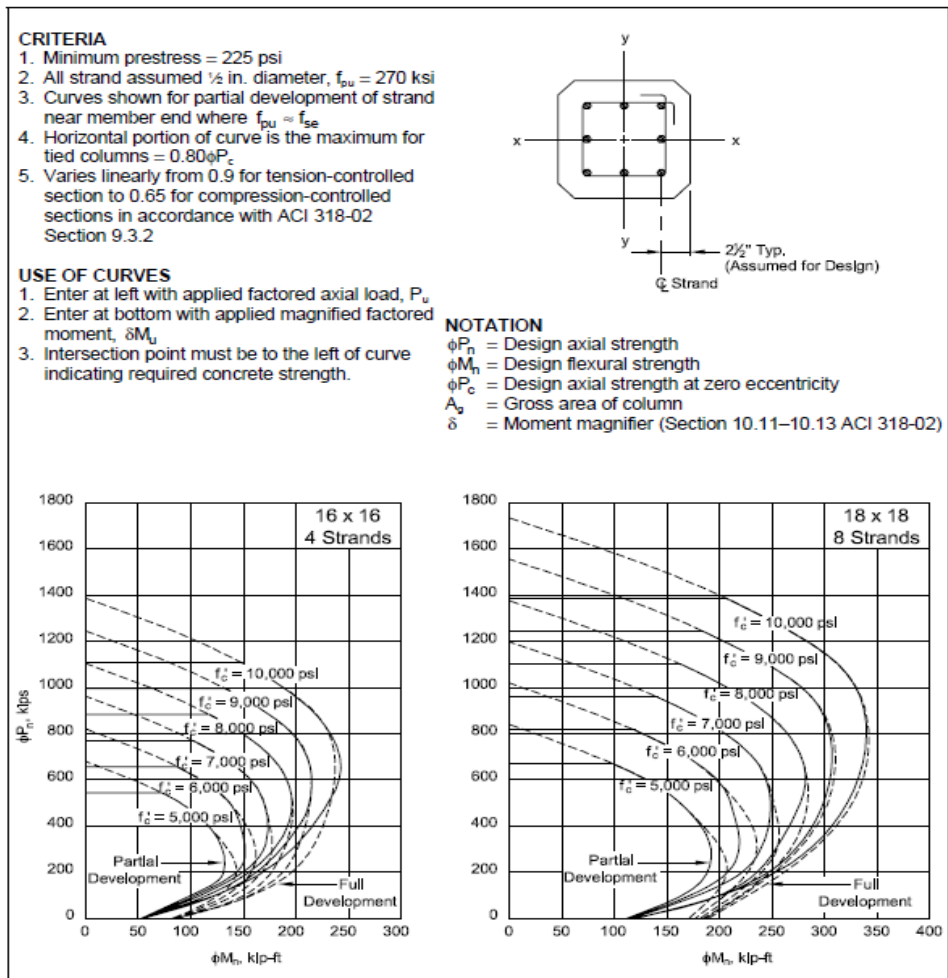 CRITERIA
1. Minimum prestress = 225 psi
2. All strand assumed ½ in. diameter, fpu = 270 ksi
3. Curves shown for partial development of strand
near member end where fpu ≈ fse
4. Horizontal portion of curve is the maximum for
tied columns = 0.80ϕPc
5. Varies linearly from 0.9 for tension-controlled
section to 0.65 for compression-controlled
sections in accordance with ACI 318-02
Section 9.3.2
USE OF CURVES
1. Enter at left with applied factored axial load, Pu
2. Enter at bottom with applied magnified factored
moment, δMu
3. Intersection point must be to the left of curve
indicating required concrete strength.
y
x
x
y
2½" Typ.
(Assumed for Design)
℄ Strand
NOTATION
ϕPn = Design axial strength
ϕMn = Design flexural strength
ϕPc = Design axial strength at zero eccentricity
Ag = Gross area of column
δ = Moment magnifier (Section 10.11–10.13 ACI 318-02)
16 x 16
4 Strands
ϕPn, kips
1800
1600
1400
1200
1000
800
600
400
200
0
f'c = 10,000 psi
f'c = 9,000 psi
f'c = 8,000 psi
f'c = 7,000 psi
f'c = 6,000 psi
f'c = 5,000 psi
Partial
Development
Full
Development
0 50 100 150 200 250 300
ϕMn, kip-ft
18 x 18
8 Strands
1800
1600
1400
1200
1000
800
600
400
200
0
f'c = 10,000 psi
f'c = 9,000 psi
f'c = 8,000 psi
f'c = 7,000 psi
f'c = 6,000 psi
f'c = 5,000 psi
Partial
Development
Full
Development
0 50 100 150 200 250 300 350 400
ϕMn, kip-ft